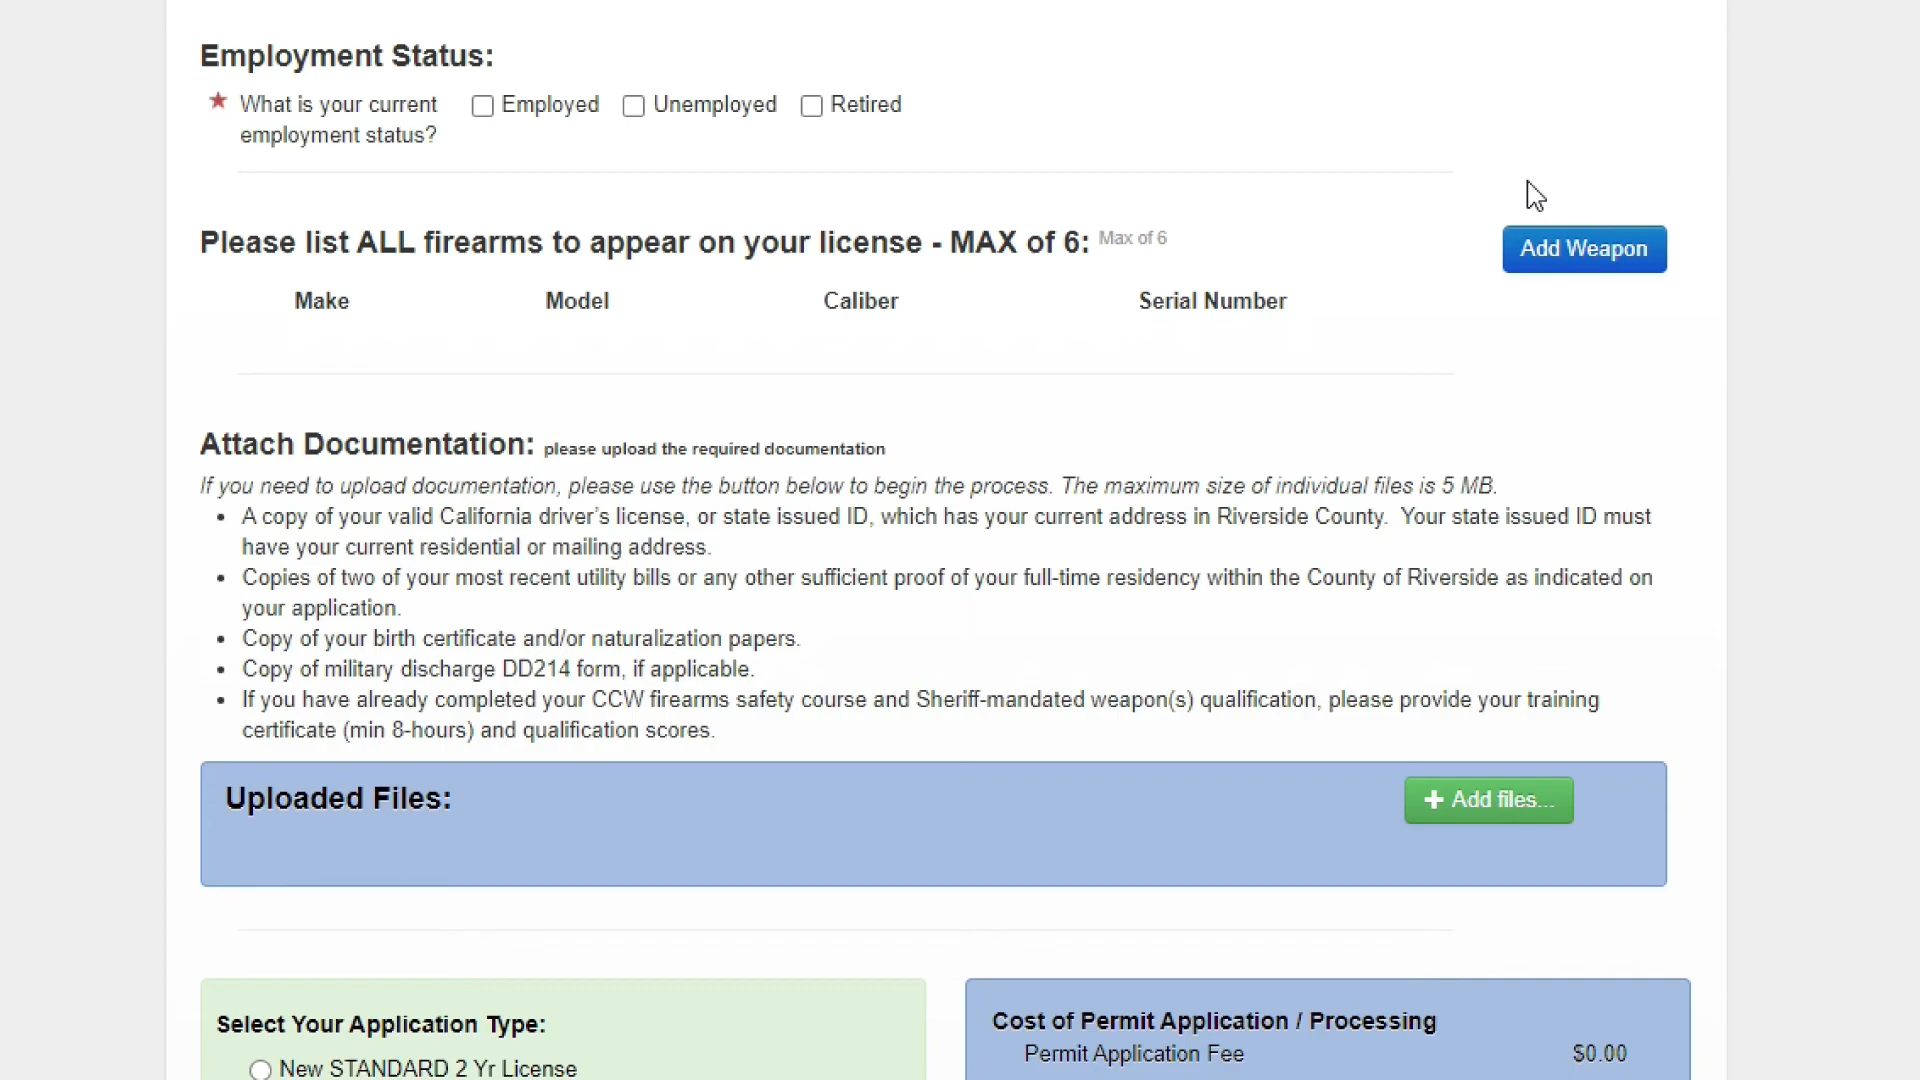 Employment Status:
★ What is your current Employed Unemployed Retired
employment status?
Please list ALL firearms to appear on your license - MAX of 6: Max of 6
Add Weapon
Make Model Caliber Serial Number
Attach Documentation: please upload the required documentation
If you need to upload documentation, please use the button below to begin the process. The maximum size of individual files is 5 MB.
• A copy of your valid California driver's license, or state issued ID, which has your current address in Riverside County. Your state issued ID must
have your current residential or mailing address.
• Copies of two of your most recent utility bills or any other sufficient proof of your full-time residency within the County of Riverside as indicated on
your application.
• Copy of your birth certificate and/or naturalization papers.
• Copy of military discharge DD214 form, if applicable.
• If you have already completed your CCW firearms safety course and Sheriff-mandated weapon(s) qualification, please provide your training
certificate (min 8-hours) and qualification scores.
Uploaded Files:
+ Add files...
Select Your Application Type:
New STANDARD 2 Yr License
Cost of Permit Application / Processing
Permit Application Fee $0.00